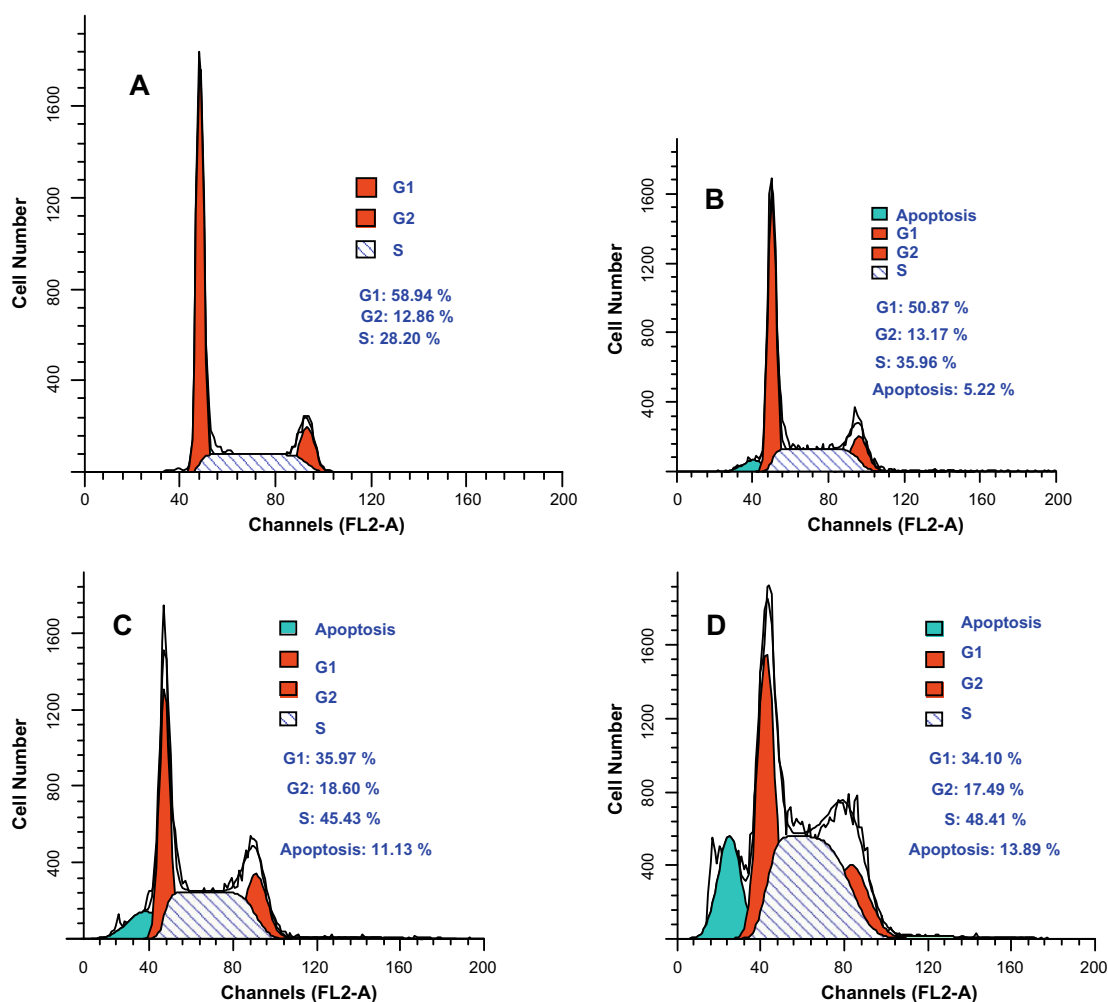 A
Cell Number
1600
1200
800
400
G1
G2
S
G1: 58.94 %
G2: 12.86 %
S: 28.20 %
0 40 80 120 160 200
Channels (FL2-A)
B
Cell Number
1600
1200
800
400
Apoptosis
G1
G2
S
G1: 50.87 %
G2: 13.17 %
S: 35.96 %
Apoptosis: 5.22 %
0 40 80 120 160 200
Channels (FL2-A)
C
Cell Number
1600
1200
800
400
Apoptosis
G1
G2
S
G1: 35.97 %
G2: 18.60 %
S: 45.43 %
Apoptosis: 11.13 %
0 40 80 120 160 200
Channels (FL2-A)
D
Cell Number
1600
1200
800
400
Apoptosis
G1
G2
S
G1: 34.10 %
G2: 17.49 %
S: 48.41 %
Apoptosis: 13.89 %
0 40 80 120 160 200
Channels (FL2-A)